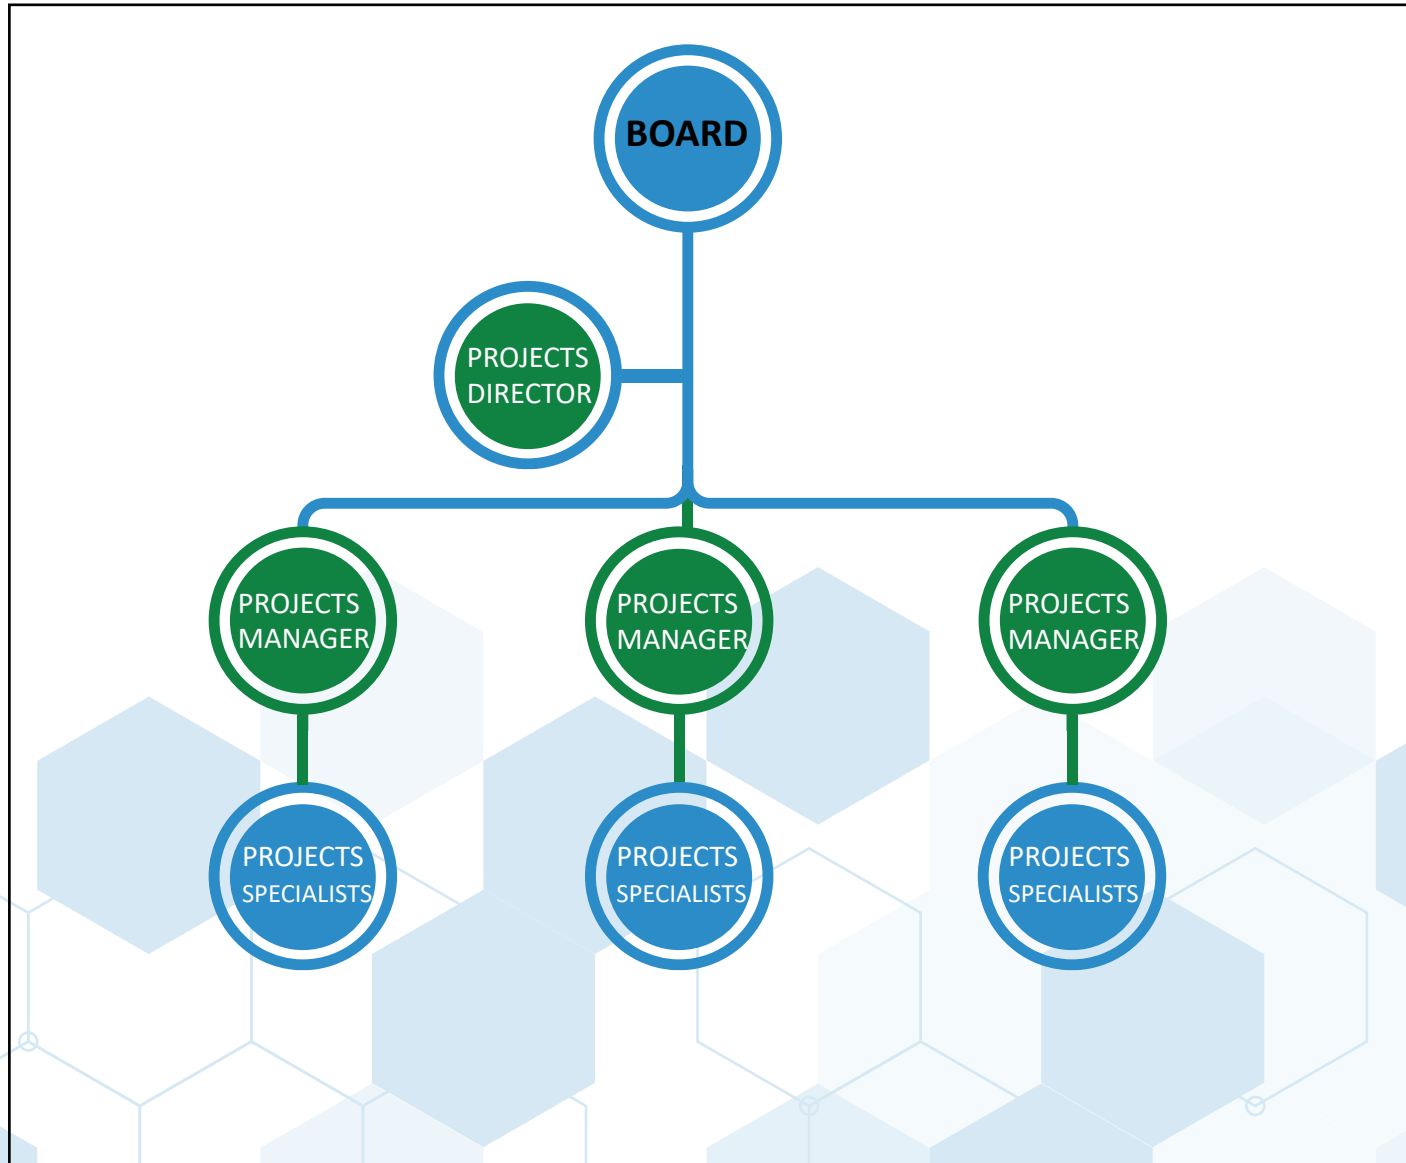 BOARD
PROJECTS
DIRECTOR
PROJECTS
MANAGER
PROJECTS
MANAGER
PROJECTS
MANAGER
PROJECTS
SPECIALISTS
PROJECTS
SPECIALISTS
PROJECTS
SPECIALISTS